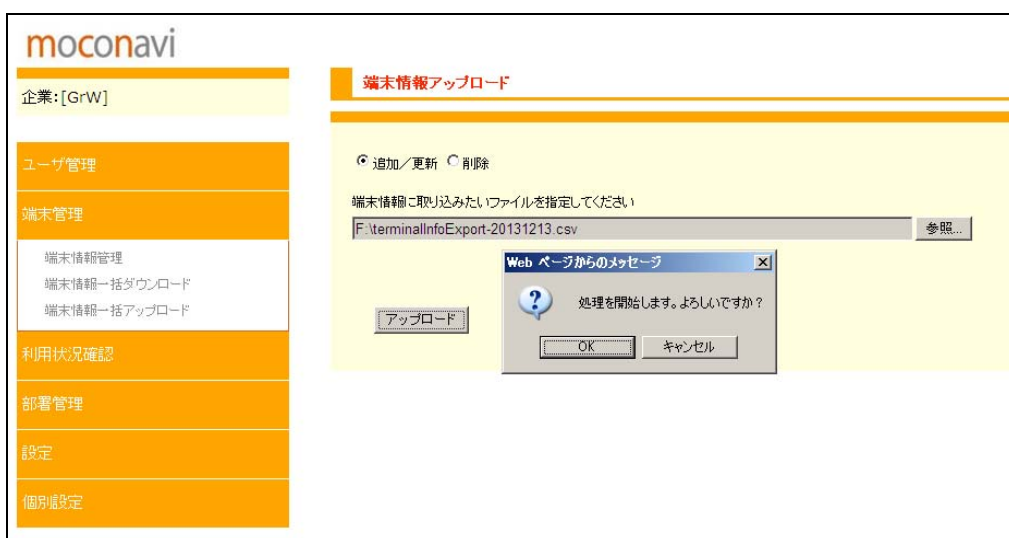 moconavi
企業:[GrW]
ユーザ管理
端末管理
端末情報管理
端末情報一括ダウンロード
端末情報一括アップロード
利用状況確認
部署管理
設定
個別設定
端末情報アップロード
追加／更新 削除
端末情報に取り込みたいファイルを指定してください
F:\terminalInfoExport-20131213.csv 参照...
Web ページからのメッセージ
処理を開始します。よろしいですか？
アップロード
OK キャンセル